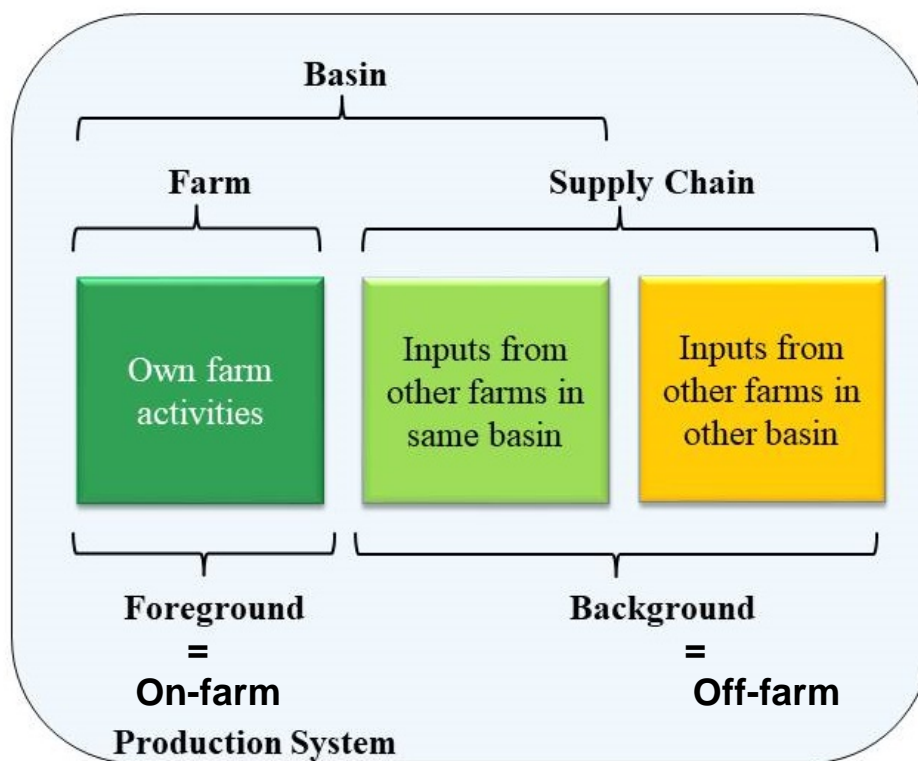 Basin
Farm
Supply Chain
Own farm
activities
Inputs from
other farms in
same basin
Inputs from
other farms in
other basin
Foreground
=
On-farm
Background
=
Off-farm
Production System